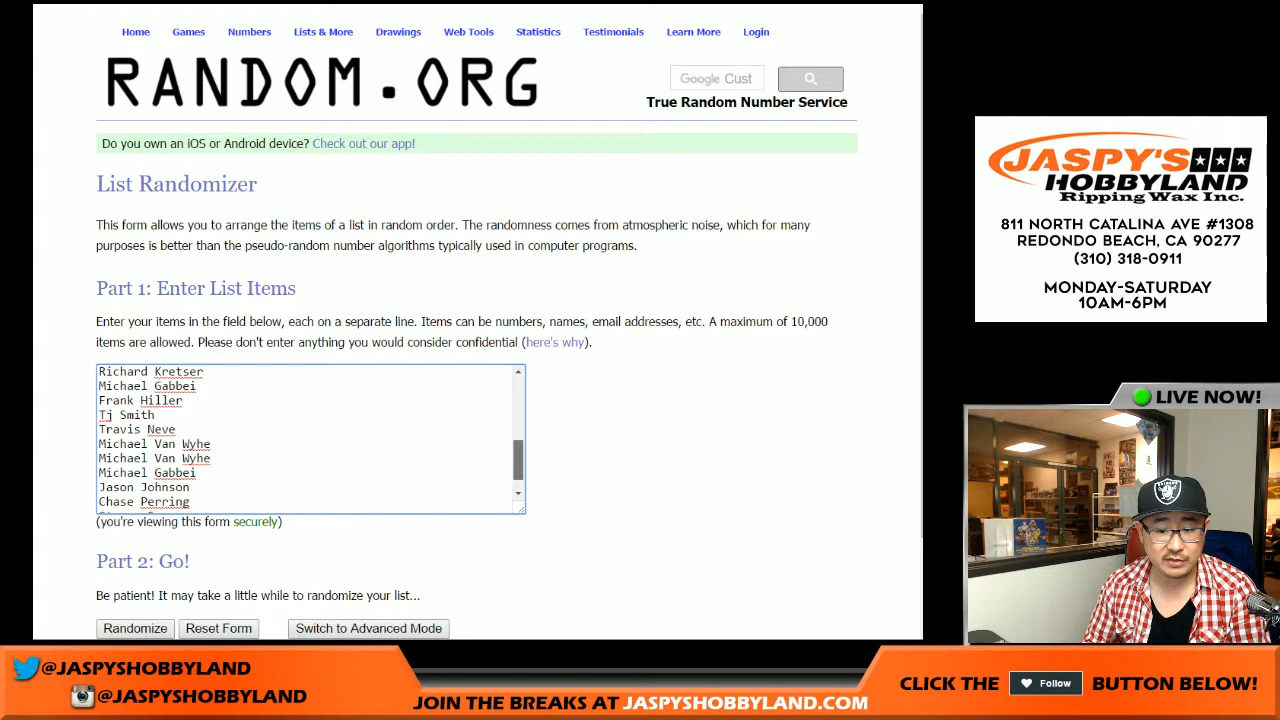 Home Games Numbers Lists & More Drawings Web Tools Statistics Testimonials Learn More Login
RANDOM.ORG
Google Cust
True Random Number Service
Do you own an iOS or Android device? Check out our app!
List Randomizer
This form allows you to arrange the items of a list in random order. The randomness comes from atmospheric noise, which for many
purposes is better than the pseudo-random number algorithms typically used in computer programs.
Part 1: Enter List Items
Enter your items in the field below, each on a separate line. Items can be numbers, names, email addresses, etc. A maximum of 10,000
items are allowed. Please don't enter anything you would consider confidential (here's why).
Richard Kretser
Michael Gabbei
Frank Hiller
Tj Smith
Travis Neve
Michael Van Wyhe
Michael Van Wyhe
Michael Gabbei
Jason Johnson
Chase Perring
(you're viewing this form securely)
Part 2: Go!
Be patient! It may take a little while to randomize your list...
Randomize Reset Form Switch to Advanced Mode
JASPY'S
HOBBYLAND
Ripping Wax Inc.
811 NORTH CATALINA AVE #1308
REDONDO BEACH, CA 90277
(310) 318-0911
MONDAY-SATURDAY
10AM-6PM
LIVE NOW!
RAIDERS
@JASPYSHOBBYLAND
@JASPYSHOBBYLAND
JOIN THE BREAKS AT JASPYSHOBBYLAND.COM
CLICK THE Follow BUTTON BELOW!